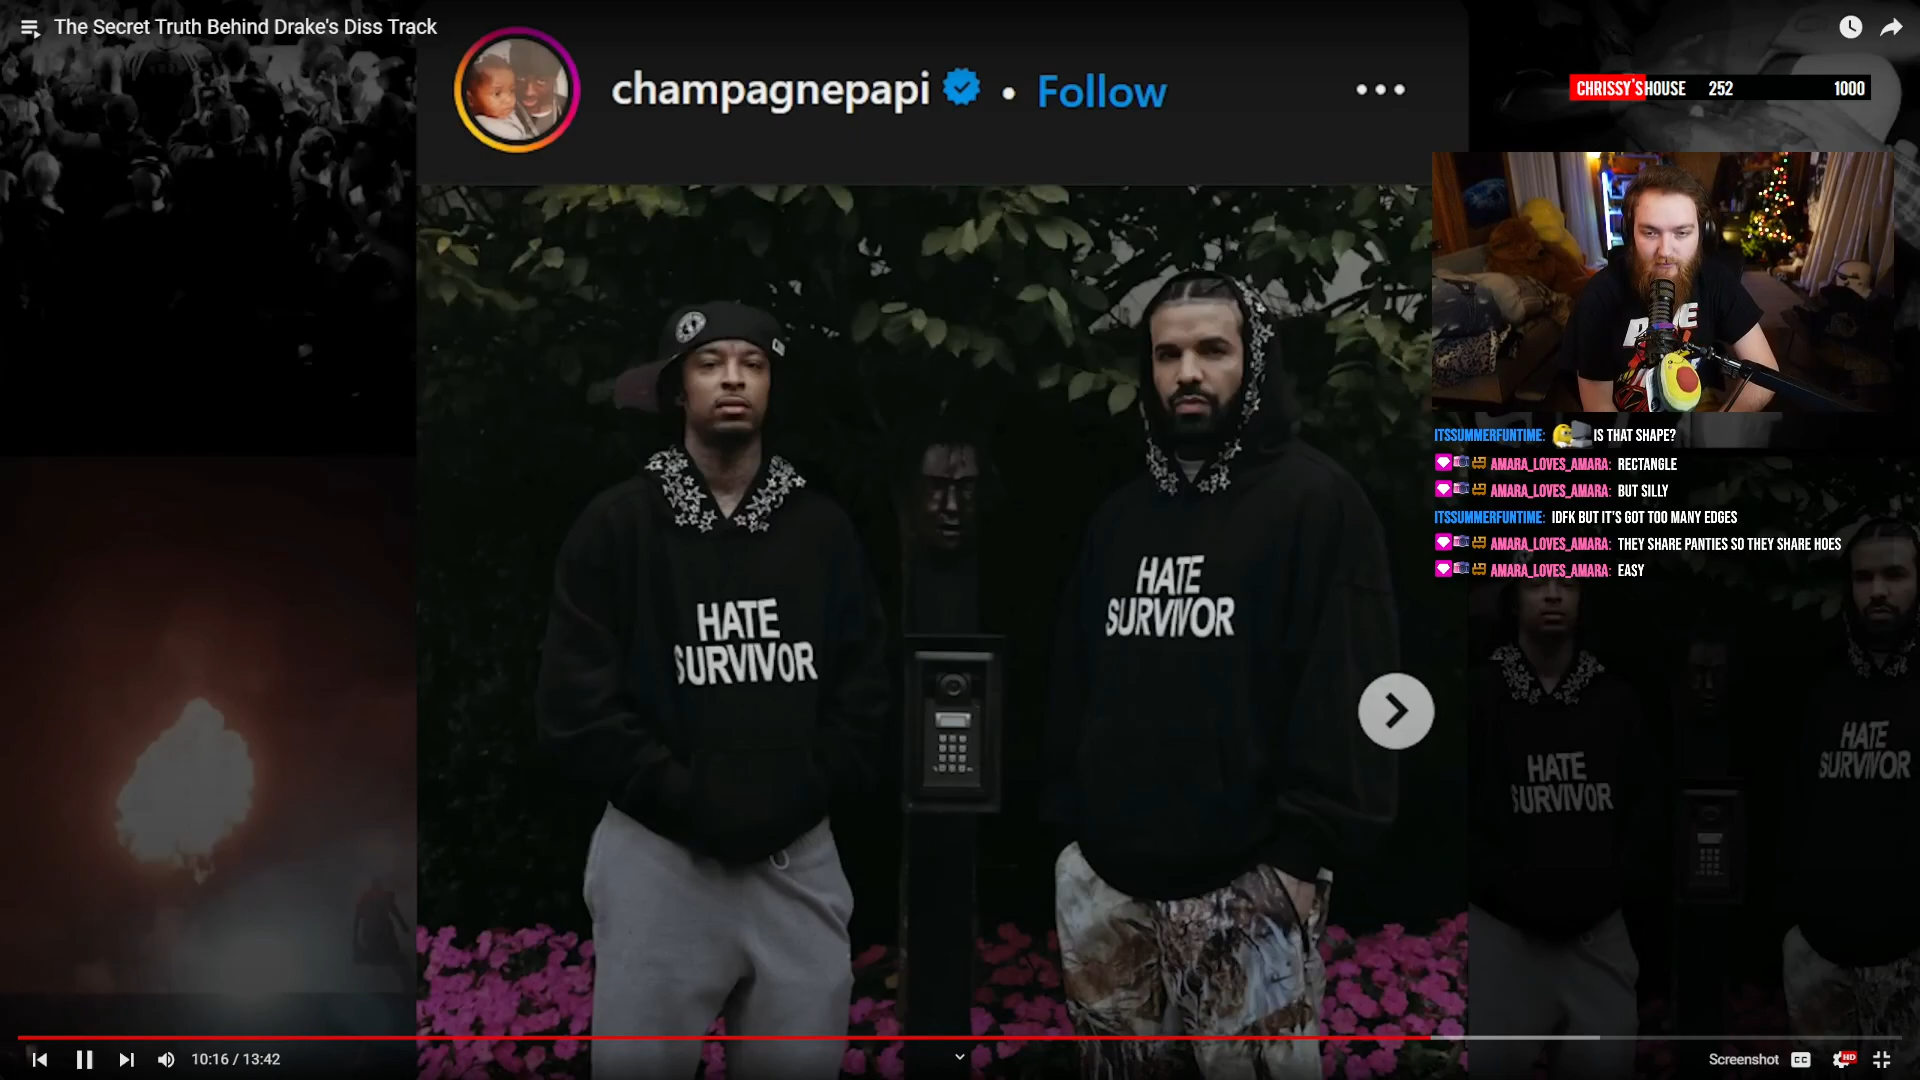 The Secret Truth Behind Drake's Diss Track
champagnepapi • Follow
CHRISSY'S HOUSE 252 1000
HATE
SURVIVOR
HATE
SURVIVOR
ITSSUMMERFUNTIME: IS THAT SHAPE?
AMARA_LOVES_AMARA: RECTANGLE
AMARA_LOVES_AMARA: BUT SILLY
ITSSUMMERFUNTIME: IDFK BUT IT'S GOT TOO MANY EDGES
AMARA_LOVES_AMARA: THEY SHARE PANTIES SO THEY SHARE HOES
AMARA_LOVES_AMARA: EASY
HATE
SURVIVOR
HATE
SURVIVOR
10:16 / 13:42
Screenshot
CC
HD